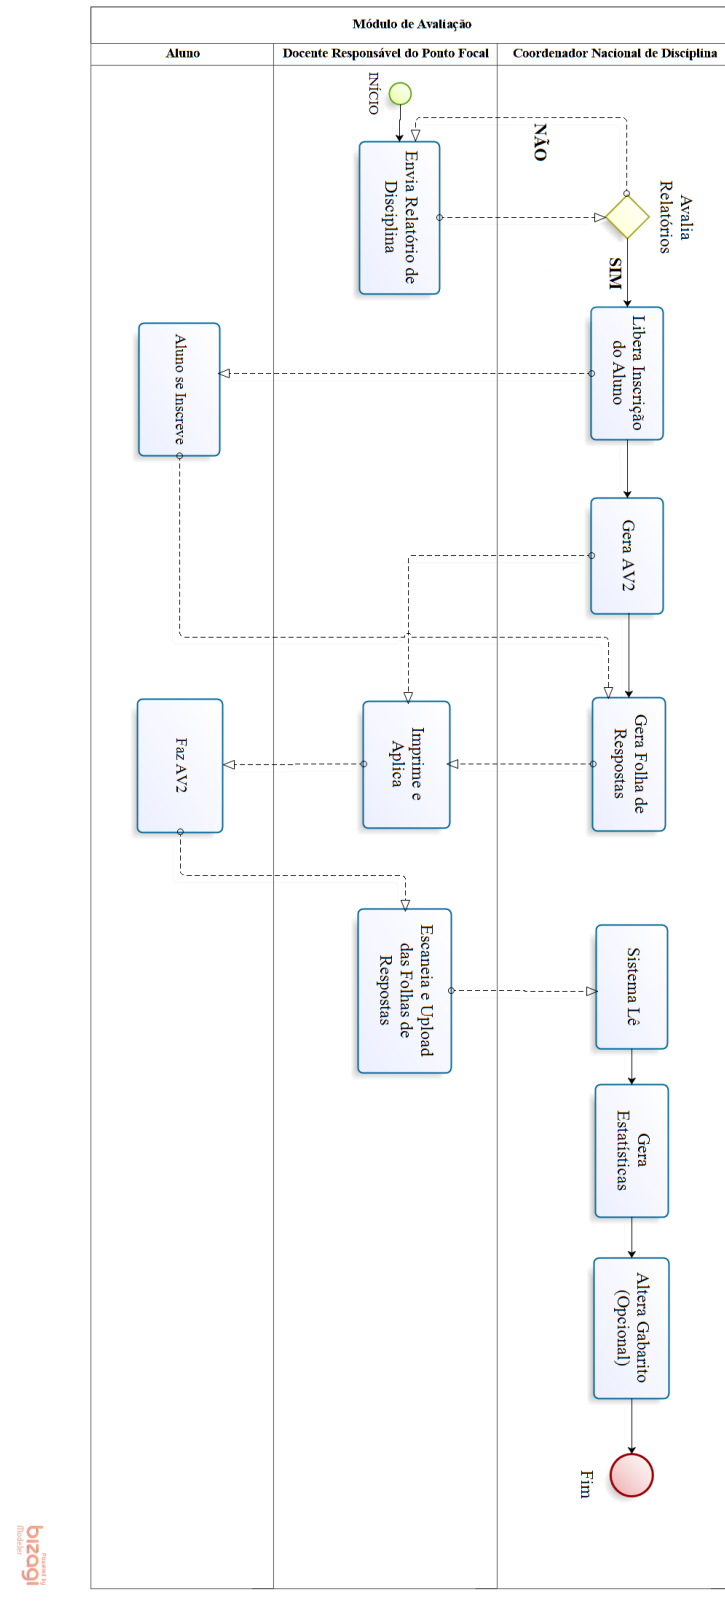 Módulo de Avaliação
Aluno
Docente Responsável do Ponto Focal
Coordenador Nacional de Disciplina
INÍCIO
NÃO
Avalia
Relatórios
Envia Relatório de
Disciplina
SIM
Libera Inscrição
do Aluno
Aluno se Inscreve
Gera AV2
Gera Folha de
Respostas
Imprime e
Aplica
Faz AV2
Escaneia e Upload
das Folhas de
Respostas
Sistema Lê
Gera
Estatísticas
Altera Gabarito
(Opcional)
Fim
Powered by
bizagi
Modeler